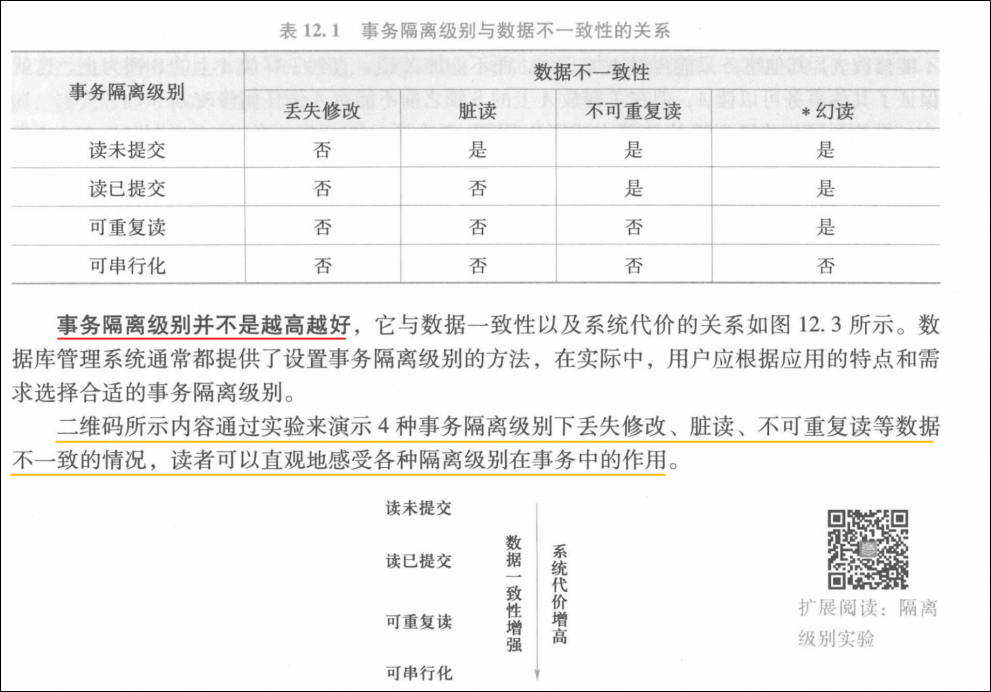 表 12.1 事务隔离级别与数据不一致性的关系
事务隔离级别
数据不一致性
丢失修改 脏读 不可重复读 *幻读
读未提交 否 是 是 是
读已提交 否 否 是 是
可重复读 否 否 否 是
可串行化 否 否 否 否
事务隔离级别并不是越高越好，它与数据一致性以及系统代价的关系如图 12.3 所示。数
据库管理系统通常都提供了设置事务隔离级别的方法，在实际中，用户应根据应用的特点和需
求选择合适的事务隔离级别。
二维码所示内容通过实验来演示 4 种事务隔离级别下丢失修改、脏读、不可重复读等数据
不一致的情况，读者可以直观地感受各种隔离级别在事务中的作用。
读未提交
读已提交
可重复读
可串行化
数据一致性增强
系统代价增高
扩展阅读：隔离
级别实验